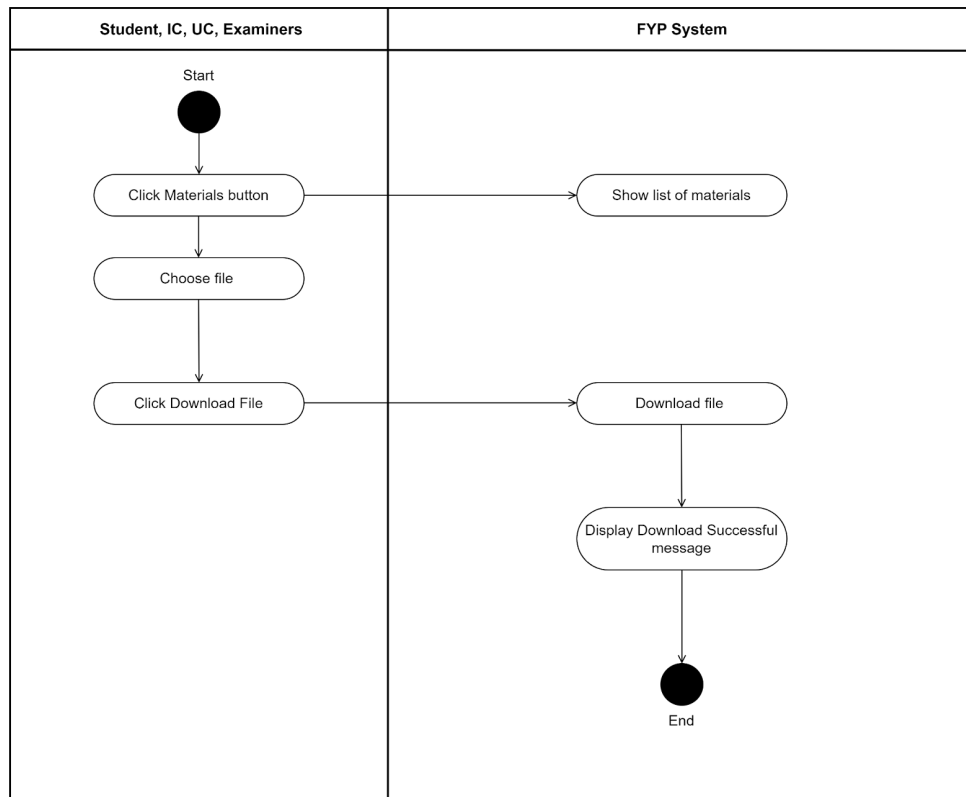 Student, IC, UC, Examiners
FYP System
Start
Click Materials button
Show list of materials
Choose file
Click Download File
Download file
Display Download Successful
message
End